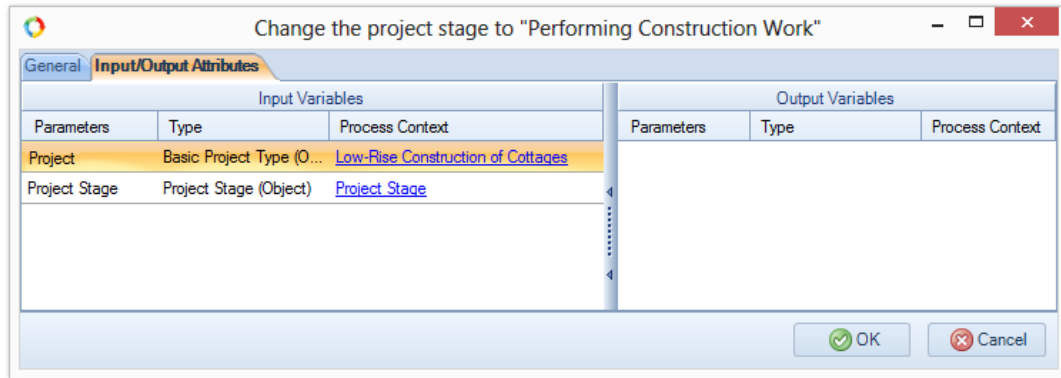 Change the project stage to "Performing Construction Work"
General Input/Output Attributes
Input Variables Output Variables
Parameters Type Process Context Parameters Type Process Context
Project Basic Project Type (O... Low-Rise Construction of Cottages
Project Stage Project Stage (Object) Project Stage
OK Cancel